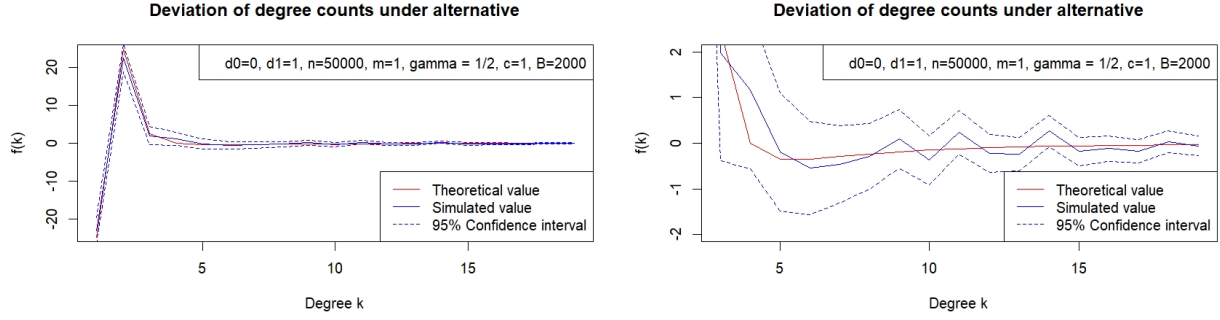 Deviation of degree counts under alternative
d0=0, d1=1, n=50000, m=1, gamma = 1/2, c=1, B=2000
f(k)
20
10
0
-10
-20
Theoretical value
Simulated value
95% Confidence interval
5
10
15
Degree k
Deviation of degree counts under alternative
d0=0, d1=1, n=50000, m=1, gamma = 1/2, c=1, B=2000
f(k)
2
1
0
-1
-2
Theoretical value
Simulated value
95% Confidence interval
5
10
15
Degree k